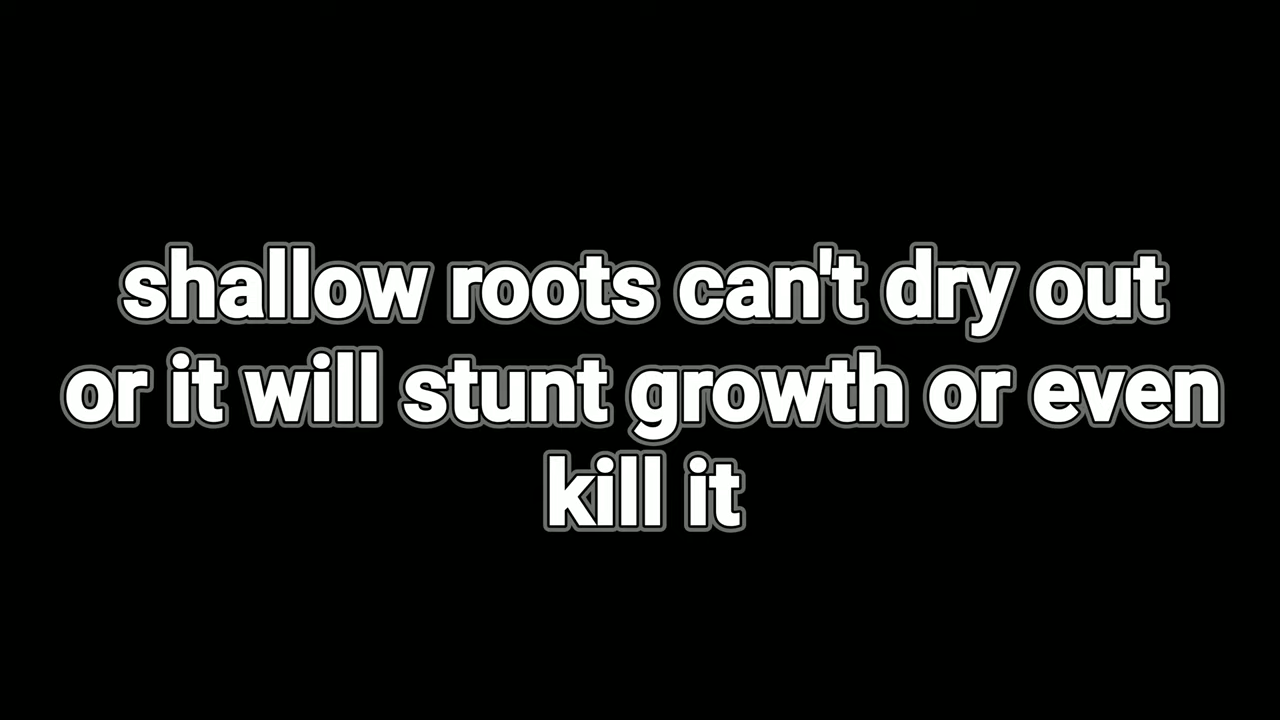 shallow roots can't dry out
or it will stunt growth or even
kill it